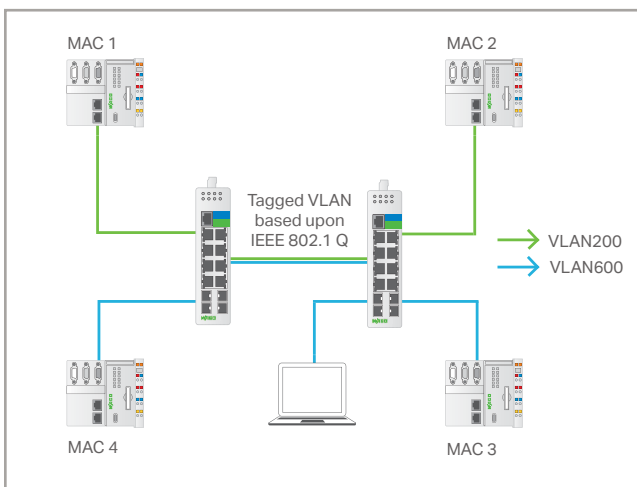 MAC 1
MAC 2
Tagged VLAN
based upon
IEEE 802.1 Q
VLAN200
VLAN600
MAC 4
MAC 3